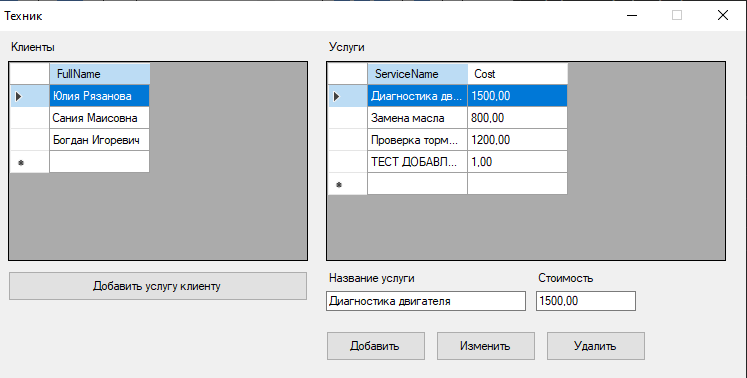 Техник
Клиенты
FullName
Юлия Рязанова
Сания Маисовна
Богдан Игоревич
Добавить услугу клиенту
Услуги
ServiceName Cost
Диагностика дв... 1500,00
Замена масла 800,00
Проверка торм... 1200,00
ТЕСТ ДОБАВЛ... 1,00
Название услуги Стоимость
Диагностика двигателя 1500,00
Добавить Изменить Удалить